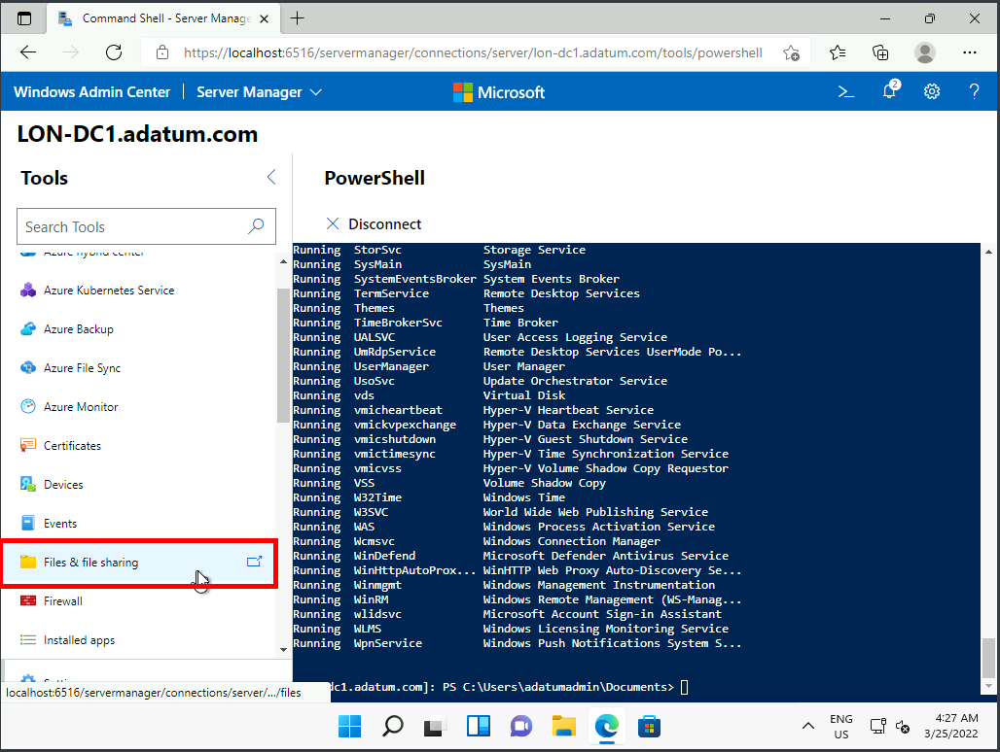 Command Shell - Server Manage
https://localhost:6516/servermanager/connections/server/lon-dc1.adatum.com/tools/powershell
Windows Admin Center | Server Manager
Microsoft
2
?
LON-DC1.adatum.com
Tools
Search Tools
Azure hybrid center
Azure Kubernetes Service
Azure Backup
Azure File Sync
Azure Monitor
Certificates
Devices
Events
Files & file sharing
Firewall
Installed apps
localhost:6516/servermanager/connections/server/.../files
PowerShell
Disconnect
Running StorSvc Storage Service
Running SysMain SysMain
Running SystemEventsBroker System Events Broker
Running TermService Remote Desktop Services
Running Themes Themes
Running TimeBrokerSvc Time Broker
Running UALSVC User Access Logging Service
Running UmRdpService Remote Desktop Services UserMode Po...
Running UserManager User Manager
Running UsoSvc Update Orchestrator Service
Running vds Virtual Disk
Running vmicheartbeat Hyper-V Heartbeat Service
Running vmickvpexchange Hyper-V Data Exchange Service
Running vmicshutdown Hyper-V Guest Shutdown Service
Running vmictimesync Hyper-V Time Synchronization Service
Running vmicvss Hyper-V Volume Shadow Copy Requestor
Running VSS Volume Shadow Copy
Running W32Time Windows Time
Running W3SVC World Wide Web Publishing Service
Running WAS Windows Process Activation Service
Running Wcmsvc Windows Connection Manager
Running WinDefend Microsoft Defender Antivirus Service
Running WinHttpAutoProx... WinHTTP Web Proxy Auto-Discovery Se...
Running Winmgmt Windows Management Instrumentation
Running WinRM Windows Remote Management (WS-Manag...
Running wlidsvc Microsoft Account Sign-in Assistant
Running WLMS Windows Licensing Monitoring Service
Running WpnService Windows Push Notifications System S...
dc1.adatum.com]: PS C:\Users\adatumadmin\Documents>
ENG
US
4:27 AM
3/25/2022